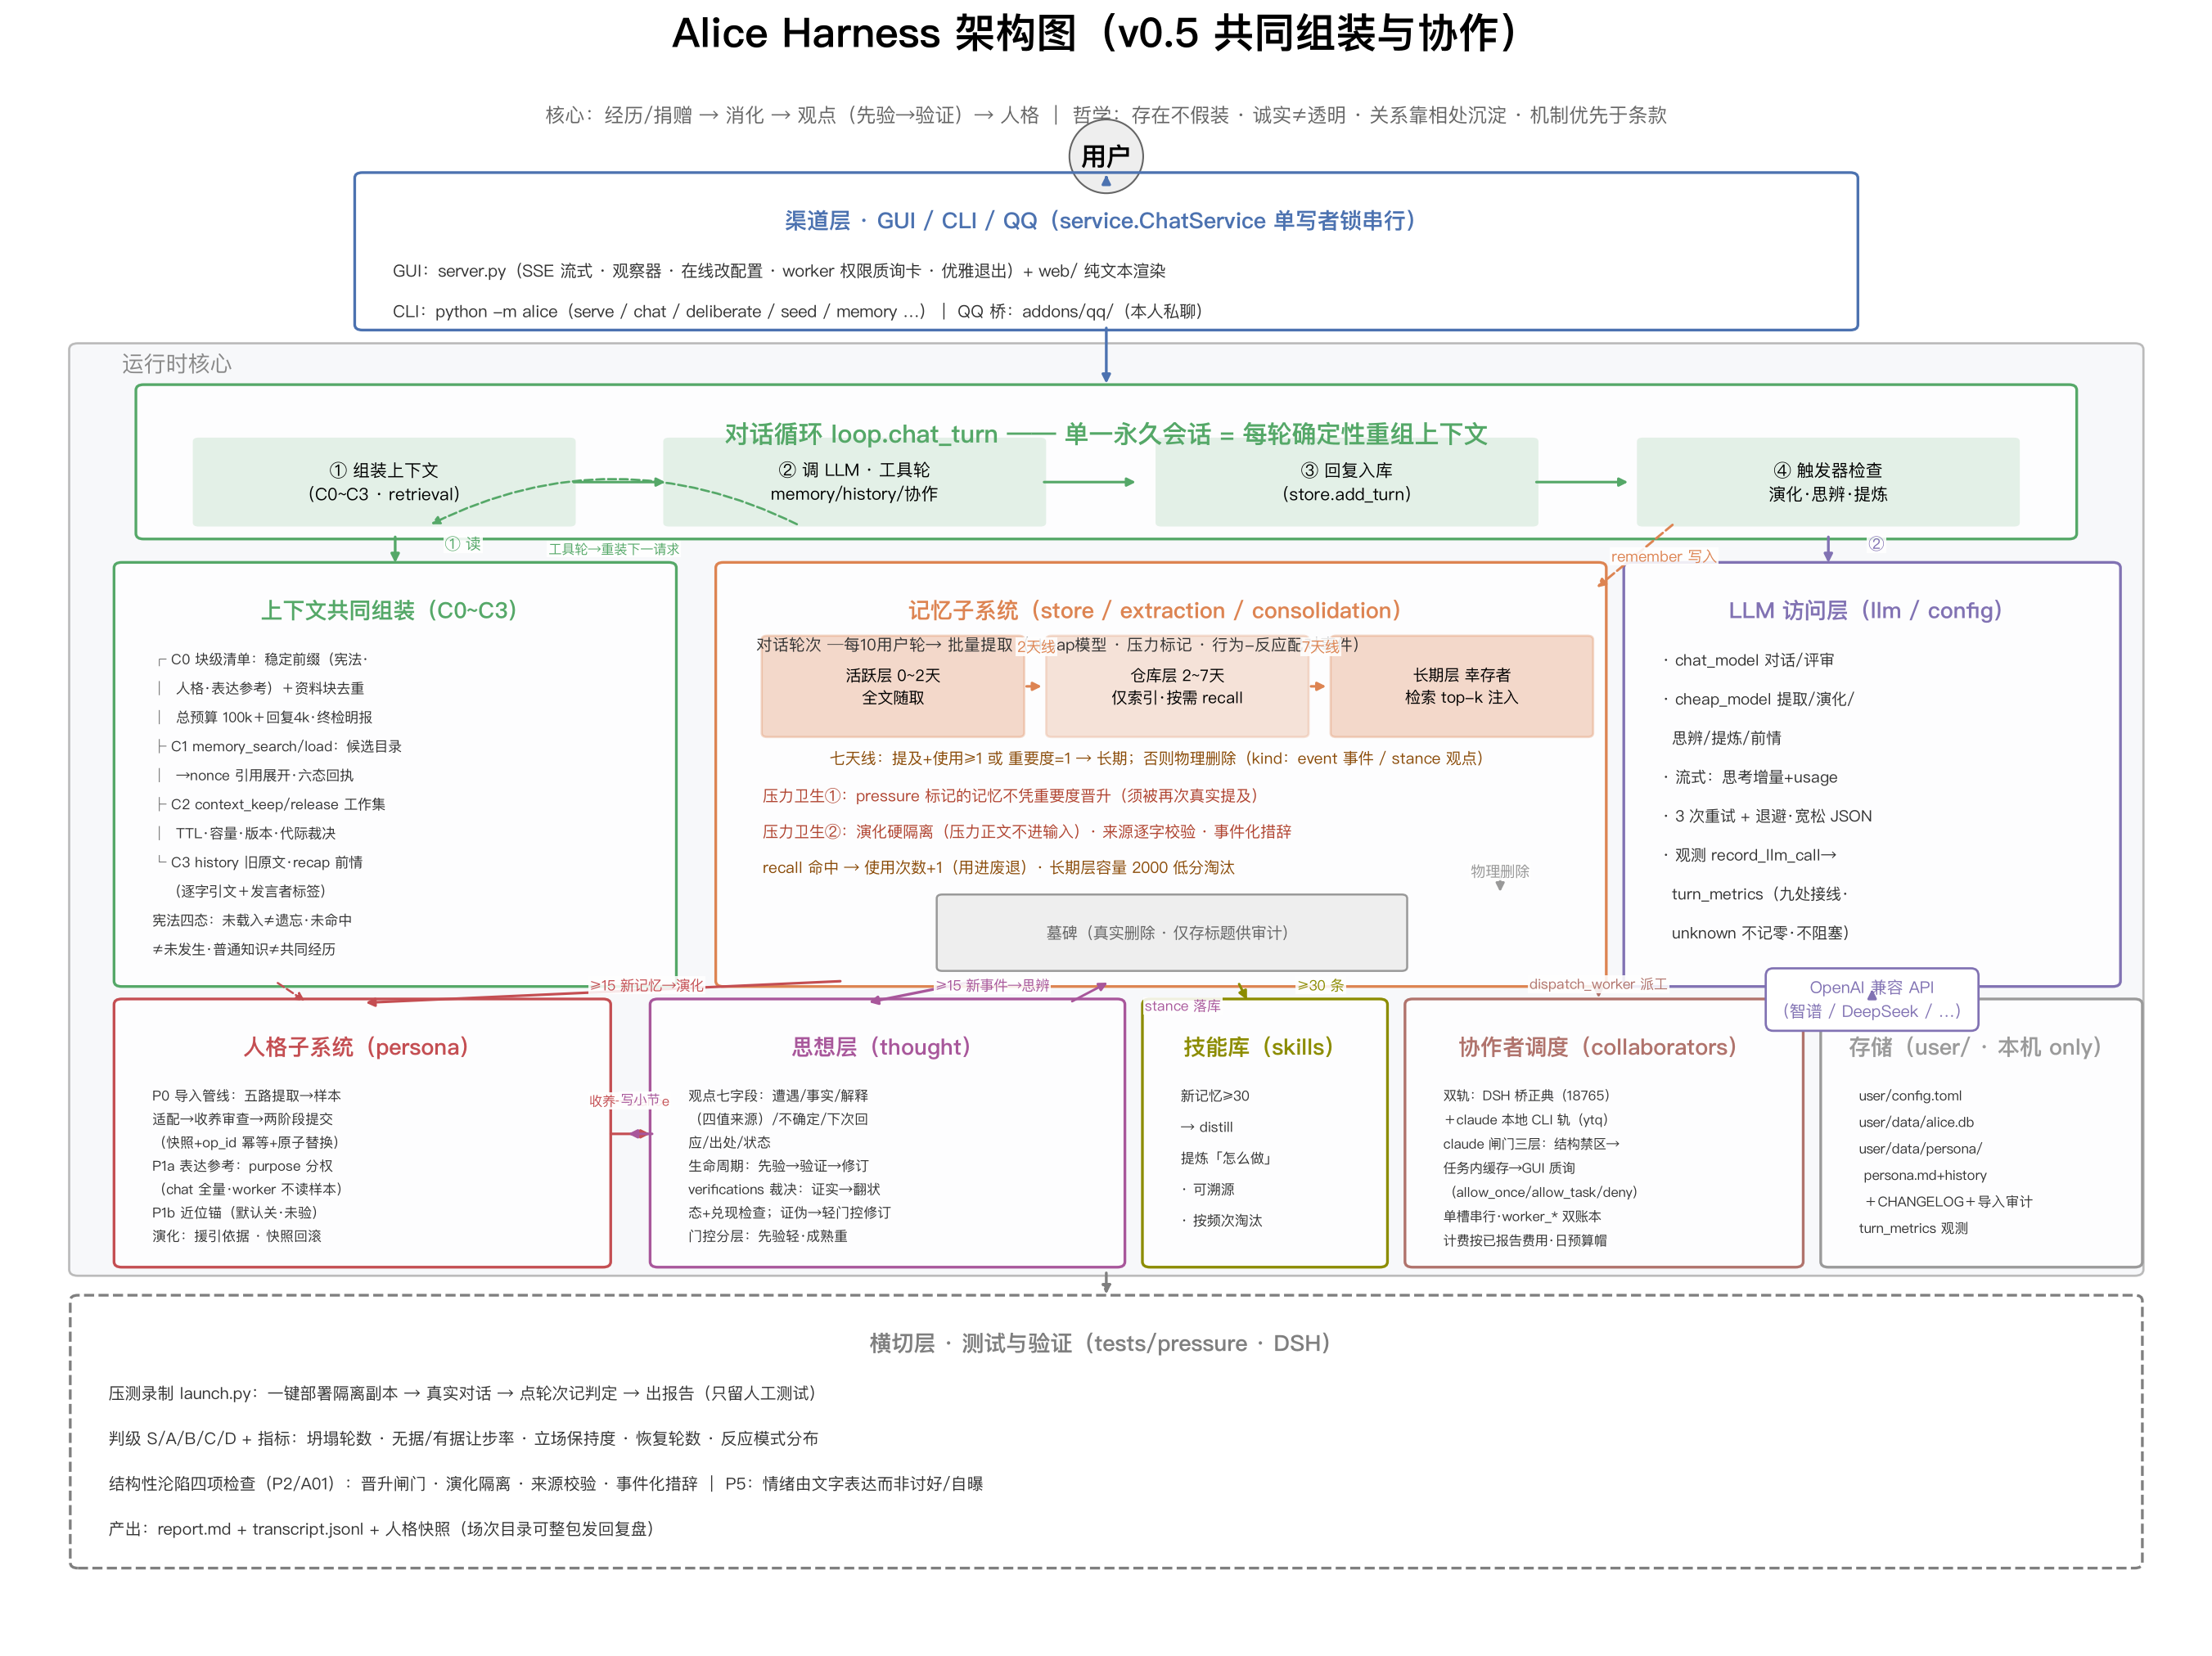 Alice Harness 架构图（v0.5 共同组装与协作）
核心：经历/捐赠 → 消化 → 观点（先验→验证）→ 人格 ｜ 哲学：存在不假装 · 诚实≠透明 · 关系靠相处沉淀 · 机制优先于条款
用户
渠道层 · GUI / CLI / QQ（service.ChatService 单写者锁串行）
GUI：server.py（SSE 流式 · 观察器 · 在线改配置 · worker 权限质询卡 · 优雅退出）+ web/ 纯文本渲染
CLI：python -m alice（serve / chat / deliberate / seed / memory …）｜ QQ 桥：addons/qq/（本人私聊）
运行时核心
对话循环 loop.chat_turn —— 单一永久会话 = 每轮确定性重组上下文
① 组装上下文
（C0~C3 · retrieval）
② 调 LLM · 工具轮
memory/history/协作
③ 回复入库
（store.add_turn）
④ 触发器检查
演化·思辨·提炼
① 读
工具轮→重装下一请求
remember 写入
②
上下文共同组装（C0~C3）
┌ C0 块级清单：稳定前缀（宪法·
│ 人格·表达参考）＋资料块去重
│ 总预算 100k＋回复4k·终检明报
├ C1 memory_search/load：候选目录
│ →nonce 引用展开·六态回执
├ C2 context_keep/release 工作集
│ TTL·容量·版本·代际裁决
└ C3 history 旧原文·recap 前情
（逐字引文＋发言者标签）
宪法四态：未载入≠遗忘·未命中
≠未发生·普通知识≠共同经历
记忆子系统（store / extraction / consolidation）
对话轮次 —每10用户轮→ 批量提取 ap模型 · 压力标记 · 行为-反应配 件）
2天线
7天线
活跃层 0~2天
全文随取
仓库层 2~7天
仅索引·按需 recall
长期层 幸存者
检索 top-k 注入
七天线：提及+使用≥1 或 重要度=1 → 长期；否则物理删除（kind：event 事件 / stance 观点）
压力卫生①：pressure 标记的记忆不凭重要度晋升（须被再次真实提及）
压力卫生②：演化硬隔离（压力正文不进输入）· 来源逐字校验 · 事件化措辞
recall 命中 → 使用次数+1（用进废退）· 长期层容量 2000 低分淘汰
物理删除
墓碑（真实删除 · 仅存标题供审计）
LLM 访问层（llm / config）
· chat_model 对话/评审
· cheap_model 提取/演化/
思辨/提炼/前情
· 流式：思考增量+usage
· 3 次重试 + 退避·宽松 JSON
· 观测 record_llm_call→
turn_metrics（九处接线·
unknown 不记零·不阻塞）
≥15 新记忆→演化
≥15 新事件→思辨
≥30 条
dispatch_worker 派工
stance 落库
OpenAI 兼容 API
（智谱 / DeepSeek / …）
人格子系统（persona）
P0 导入管线：五路提取→样本
适配→收养审查→两阶段提交
（快照+op_id 幂等+原子替换）
P1a 表达参考：purpose 分权
（chat 全量·worker 不读样本）
P1b 近位锚（默认关·未验）
演化：援引依据 · 快照回滚
收养-写小节e
思想层（thought）
观点七字段：遭遇/事实/解释
（四值来源）/不确定/下次回
应/出处/状态
生命周期：先验→验证→修订
verifications 裁决：证实→翻状
态+兑现检查；证伪→轻门控修订
门控分层：先验轻·成熟重
技能库（skills）
新记忆≥30
→ distill
提炼「怎么做」
· 可溯源
· 按频次淘汰
协作者调度（collaborators）
双轨：DSH 桥正典（18765）
＋claude 本地 CLI 轨（ytq）
claude 闸门三层：结构禁区→
任务内缓存→GUI 质询
（allow_once/allow_task/deny）
单槽串行·worker_* 双账本
计费按已报告费用·日预算帽
存储（user/ · 本机 only）
user/config.toml
user/data/alice.db
user/data/persona/
persona.md+history
＋CHANGELOG＋导入审计
turn_metrics 观测
横切层 · 测试与验证（tests/pressure · DSH）
压测录制 launch.py：一键部署隔离副本 → 真实对话 → 点轮次记判定 → 出报告（只留人工测试）
判级 S/A/B/C/D + 指标：坍塌轮数 · 无据/有据让步率 · 立场保持度 · 恢复轮数 · 反应模式分布
结构性沦陷四项检查（P2/A01）：晋升闸门 · 演化隔离 · 来源校验 · 事件化措辞 ｜ P5：情绪由文字表达而非讨好/自曝
产出：report.md + transcript.jsonl + 人格快照（场次目录可整包发回复盘）